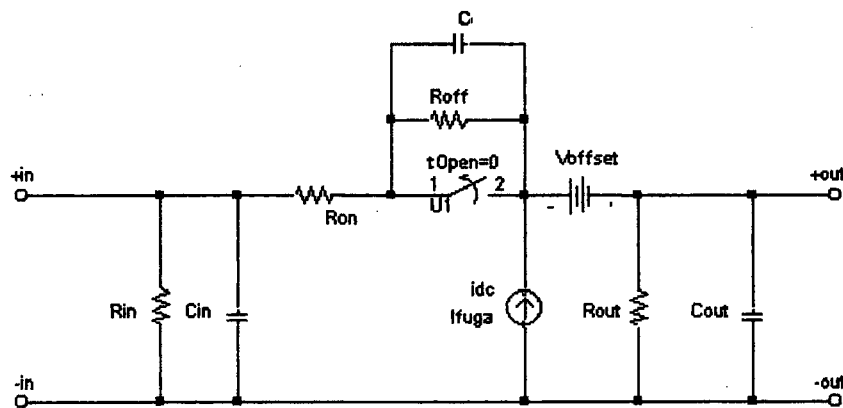 C
Roff
tOpen=0
1 2
U1
Voffset
+in
+out
Ron
Rin
Cin
idc
Ifuga
Rout
Cout
-in
-out